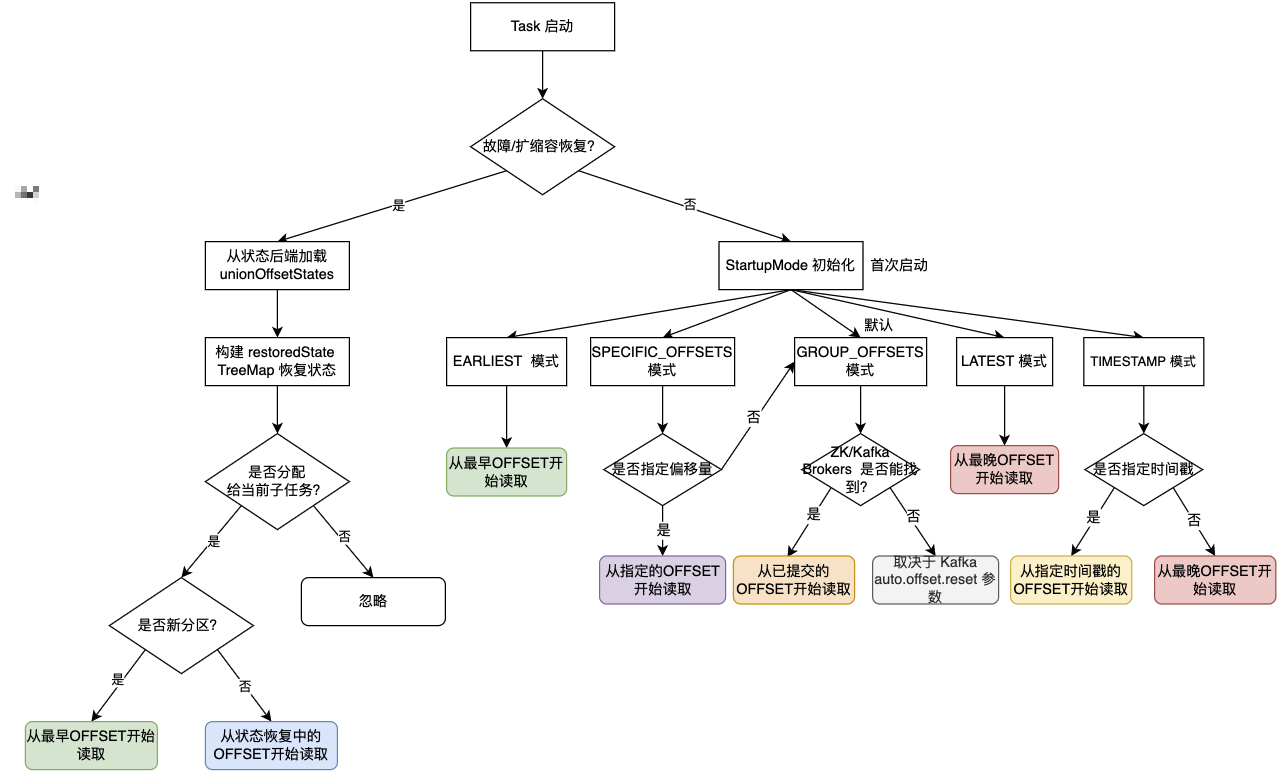 Task 启动
故障/扩缩容恢复?
是
否
从状态后端加载
unionOffsetStates
StartupMode 初始化
首次启动
默认
构建 restoredState
TreeMap 恢复状态
EARLIEST 模式
SPECIFIC_OFFSETS
模式
GROUP_OFFSETS
模式
LATEST 模式
TIMESTAMP 模式
否
是否分配
给当前子任务?
从最早OFFSET开
始读取
是否指定偏移量
ZK/Kafka
Brokers 是否能找
到?
从最晚OFFSET
开始读取
是否指定时间戳
是
否
是
是
否
是
否
从指定的OFFSET
开始读取
从已提交的
OFFSET开始读取
取决于 Kafka
auto.offset.reset 参
数
从指定时间戳的
OFFSET开始读取
从最晚OFFSET开
始读取
忽略
是否新分区?
是
否
从最早OFFSET开始
读取
从状态恢复中的
OFFSET开始读取